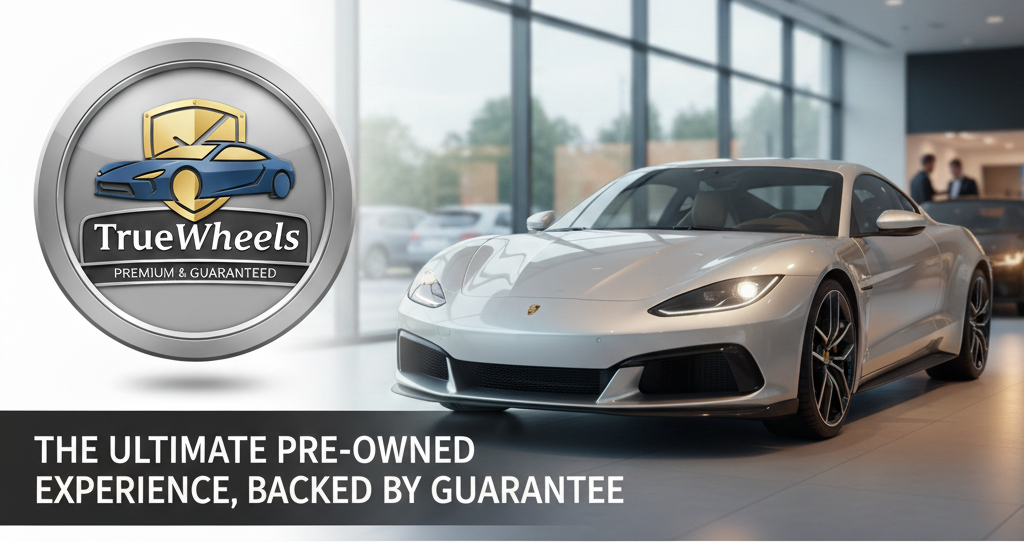 TrueWheels
PREMIUM & GUARANTEED
THE ULTIMATE PRE-OWNED
EXPERIENCE, BACKED BY GUARANTEE